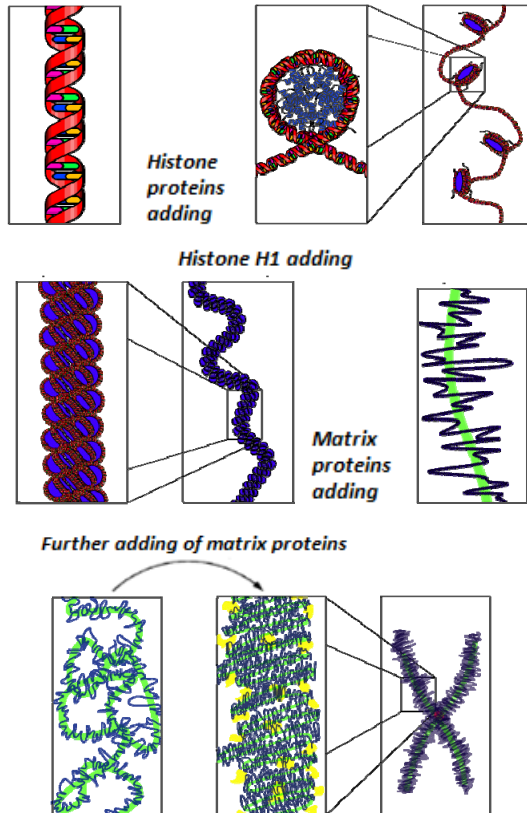 Histone
proteins
adding
Histone H1 adding
Matrix
proteins
adding
Further adding of matrix proteins